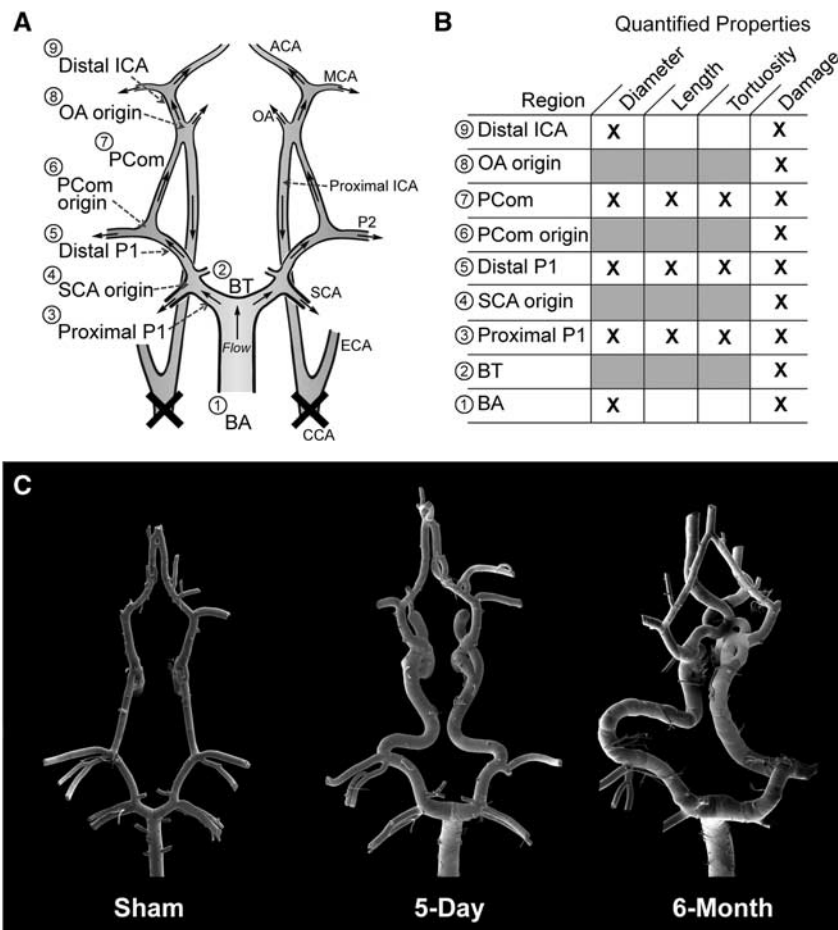 A
⑨
Distal ICA
⑧
OA origin
⑦
PCom
⑥
PCom
origin
⑤
Distal P1
④
SCA origin
③
Proximal P1
ACA
MCA
OA
Proximal ICA
P2
②
BT
SCA
Flow
ECA
①
BA
CCA
B
Quantified Properties
Region Diameter Length Tortuosity Damage
⑨ Distal ICA X X
⑧ OA origin X
⑦ PCom X X X X
⑥ PCom origin X
⑤ Distal P1 X X X X
④ SCA origin X
③ Proximal P1 X X X X
② BT X
① BA X X
C
Sham 5-Day 6-Month